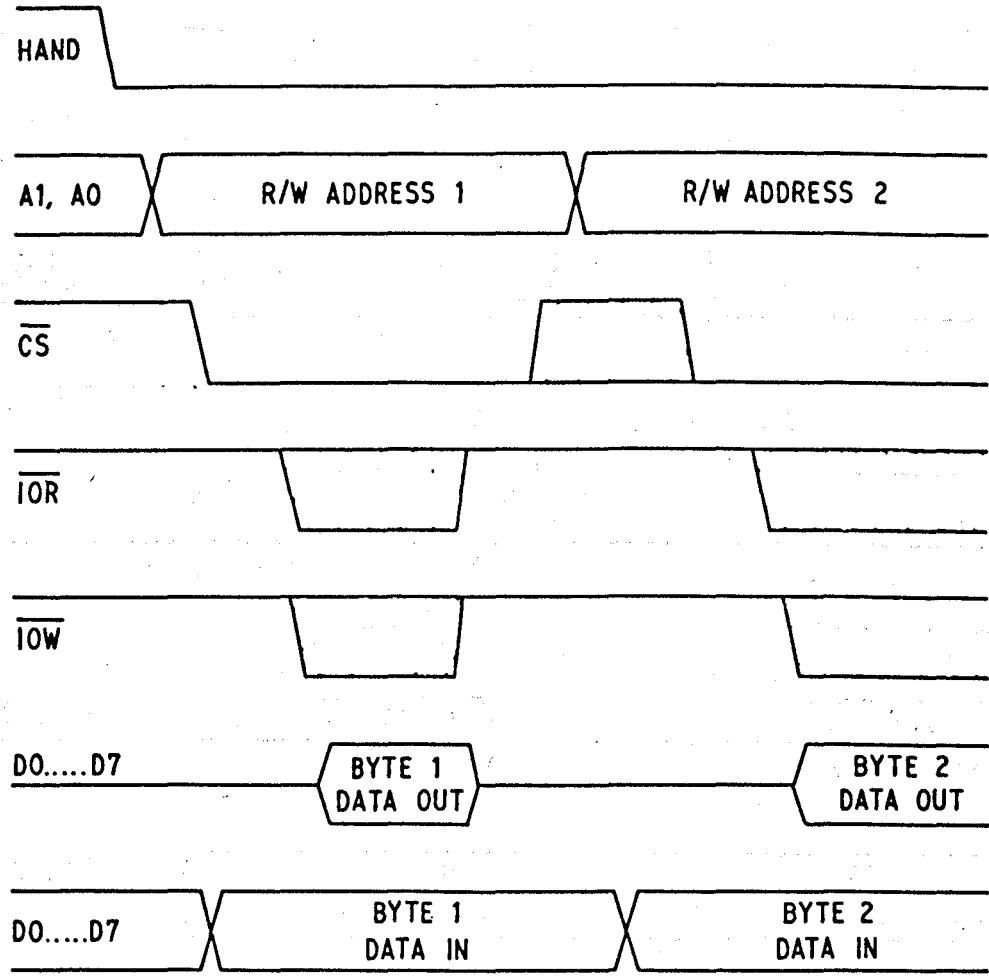 HAND
A1, A0
R/W ADDRESS 1
R/W ADDRESS 2
CS
IOR
IOW
D0.....D7
BYTE 1
DATA OUT
BYTE 2
DATA OUT
D0.....D7
BYTE 1
DATA IN
BYTE 2
DATA IN